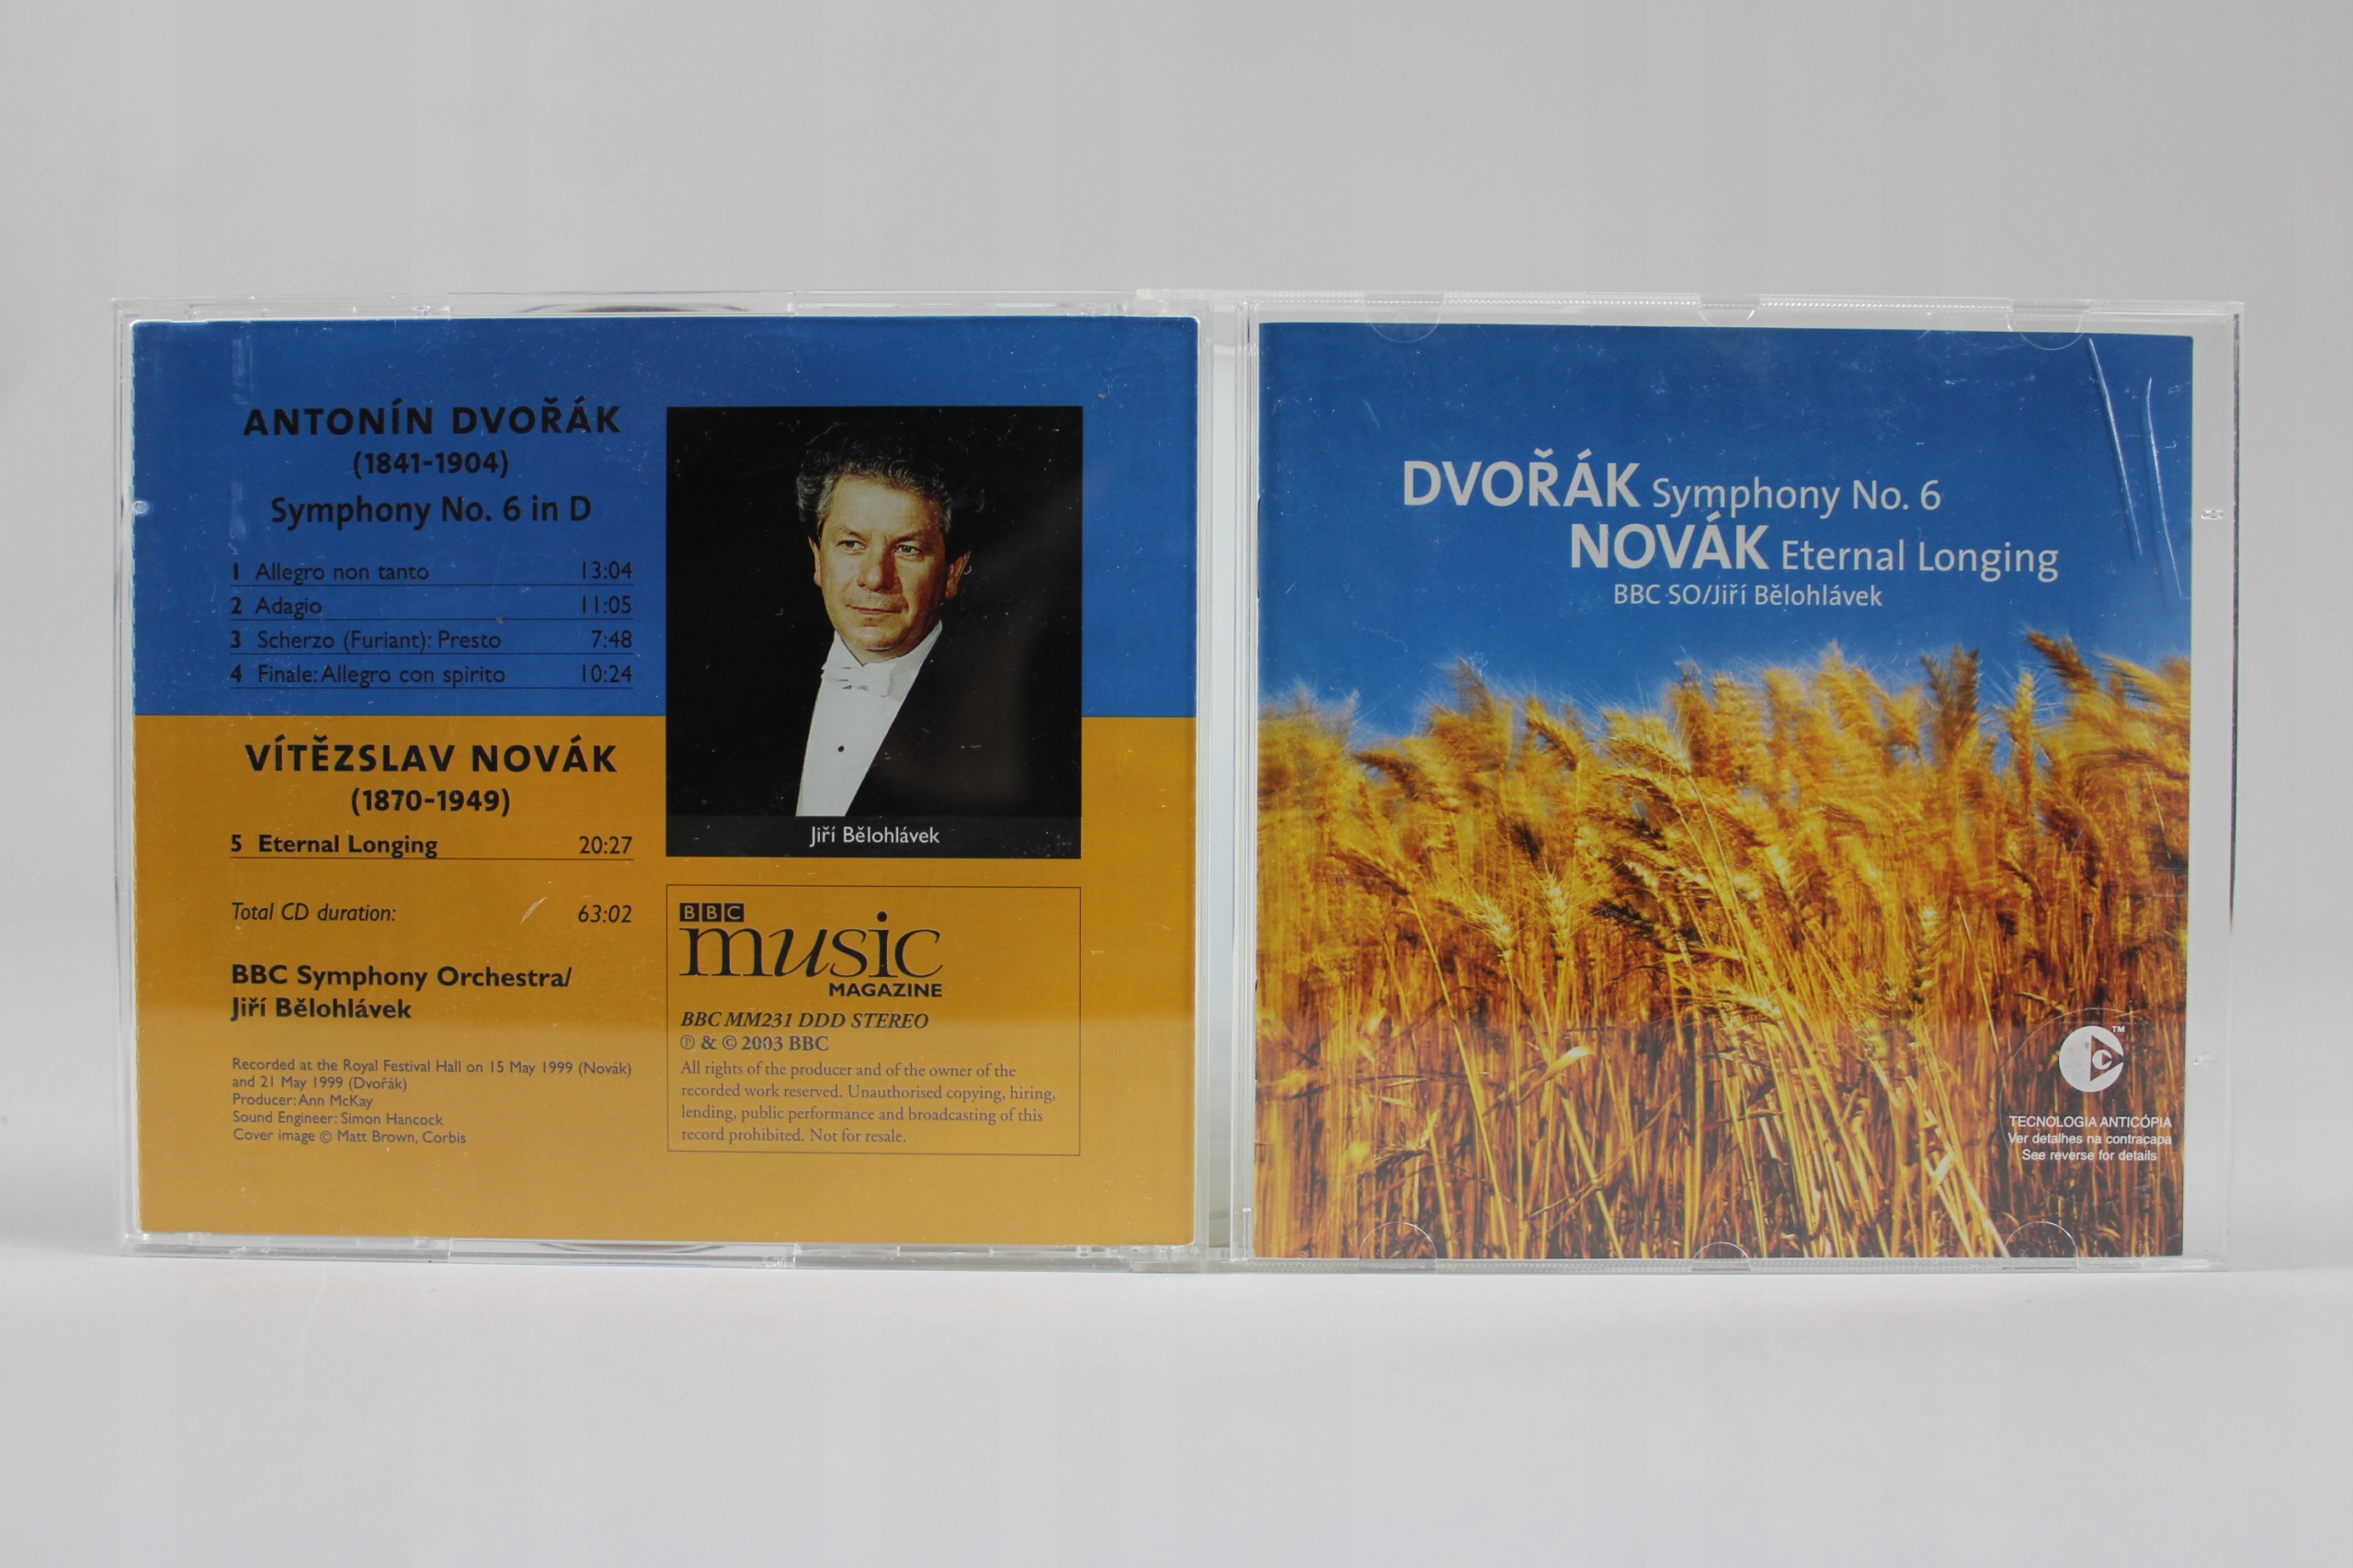 ANTONÍN DVOŘÁK
(1841-1904)
Symphony No. 6 in D
1 Allegro non tanto 13:04
2 Adagio 11:05
3 Scherzo (Furiant): Presto 7:48
4 Finale: Allegro con spirito 10:24
VÍTĚZSLAV NOVÁK
(1870-1949)
5 Eternal Longing 20:27
Total CD duration: 63:02
BBC Symphony Orchestra/
Jiří Bělohlávek
Recorded at the Royal Festival Hall on 15 May 1999 (Novák)
and 21 May 1999 (Dvořák)
Producer: Ann McKay
Sound Engineer: Simon Hancock
Cover image © Matt Brown, Corbis
Jiří Bělohlávek
BBC
music
MAGAZINE
BBC MM231 DDD STEREO
℗ & © 2003 BBC
All rights of the producer and of the owner of the
recorded work reserved. Unauthorised copying, hiring,
lending, public performance and broadcasting of this
record prohibited. Not for resale.
DVOŘÁK Symphony No. 6
NOVÁK Eternal Longing
BBC SO/Jiří Bělohlávek
TM
C
TECNOLOGIA ANTICÓPIA
Ver detalhes na contracapa
See reverse for details